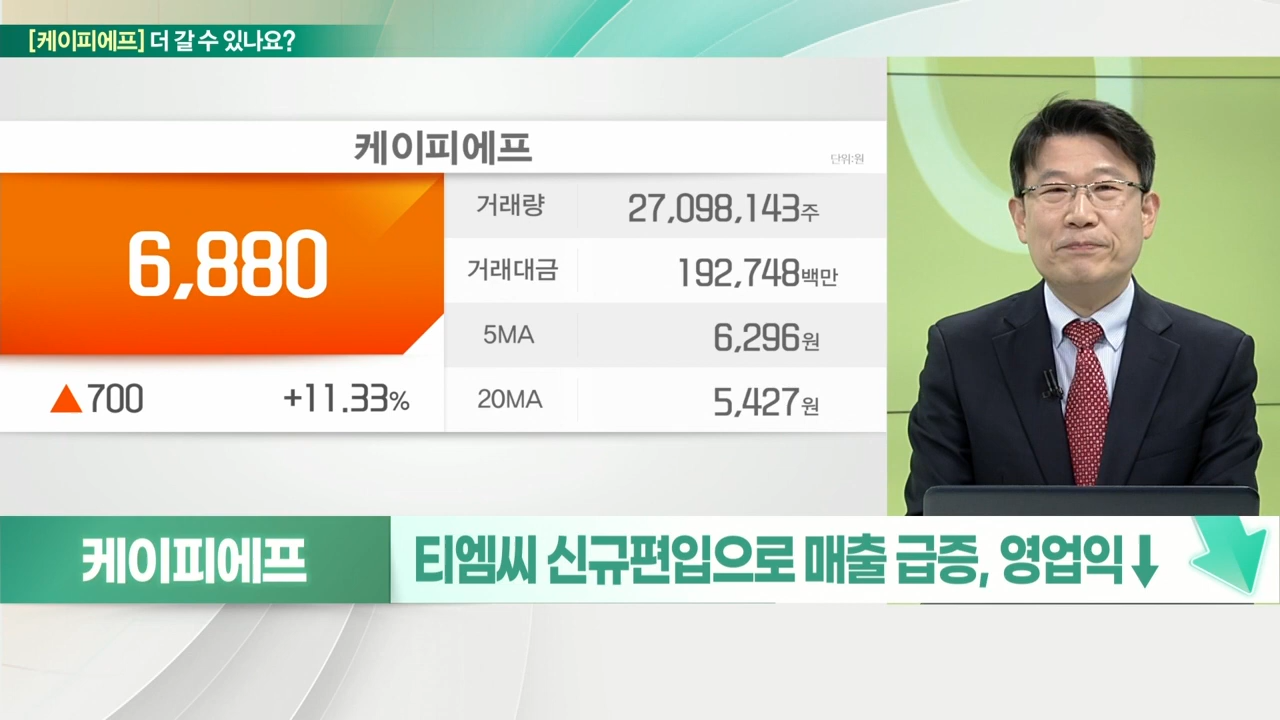 [케이피에프] 더 갈 수 있나요?
케이피에프
단위:원
6,880
▲700 +11.33%
거래량 27,098,143주
거래대금 192,748백만
5MA 6,296원
20MA 5,427원
케이피에프
티엠씨 신규편입으로 매출 급증, 영업익↓